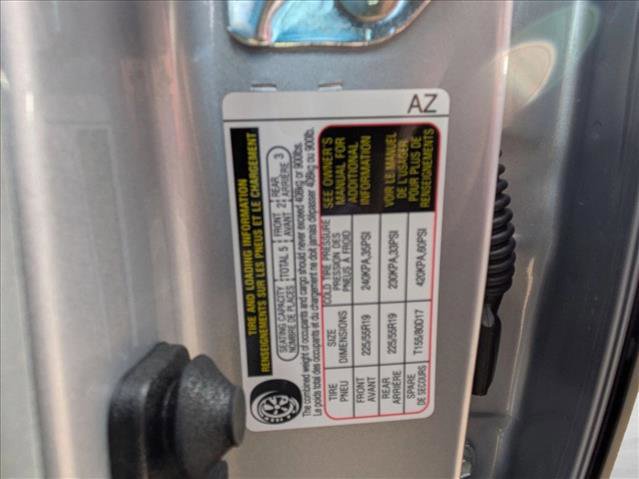 AZ
TIRE AND LOADING INFORMATION
RENSEIGNEMENTS SUR LES PNEUS ET LE CHARGEMENT
SEATING CAPACITY TOTAL 5 FRONT 2 REAR 3
NOMBRE DE PLACES AVANT ARRIÈRE
The combined weight of occupants and cargo should never exceed 408kg or 900lbs.
Le poids total des occupants et du chargement ne doit jamais dépasser 408kg ou 900lb.
TIRE SIZE COLD TIRE PRESSURE SEE OWNER'S
PNEU DIMENSIONS PRESSION DES MANUAL FOR
PNEUS À FROID ADDITIONAL
FRONT 225/55R19 240KPA,35PSI INFORMATION
AVANT
REAR 225/55R19 230KPA,33PSI VOIR LE MANUEL
ARRIÈRE DE L'USAGER
SPARE T155/80D17 420KPA,60PSI POUR PLUS DE
DE SECOURS RENSEIGNEMENTS